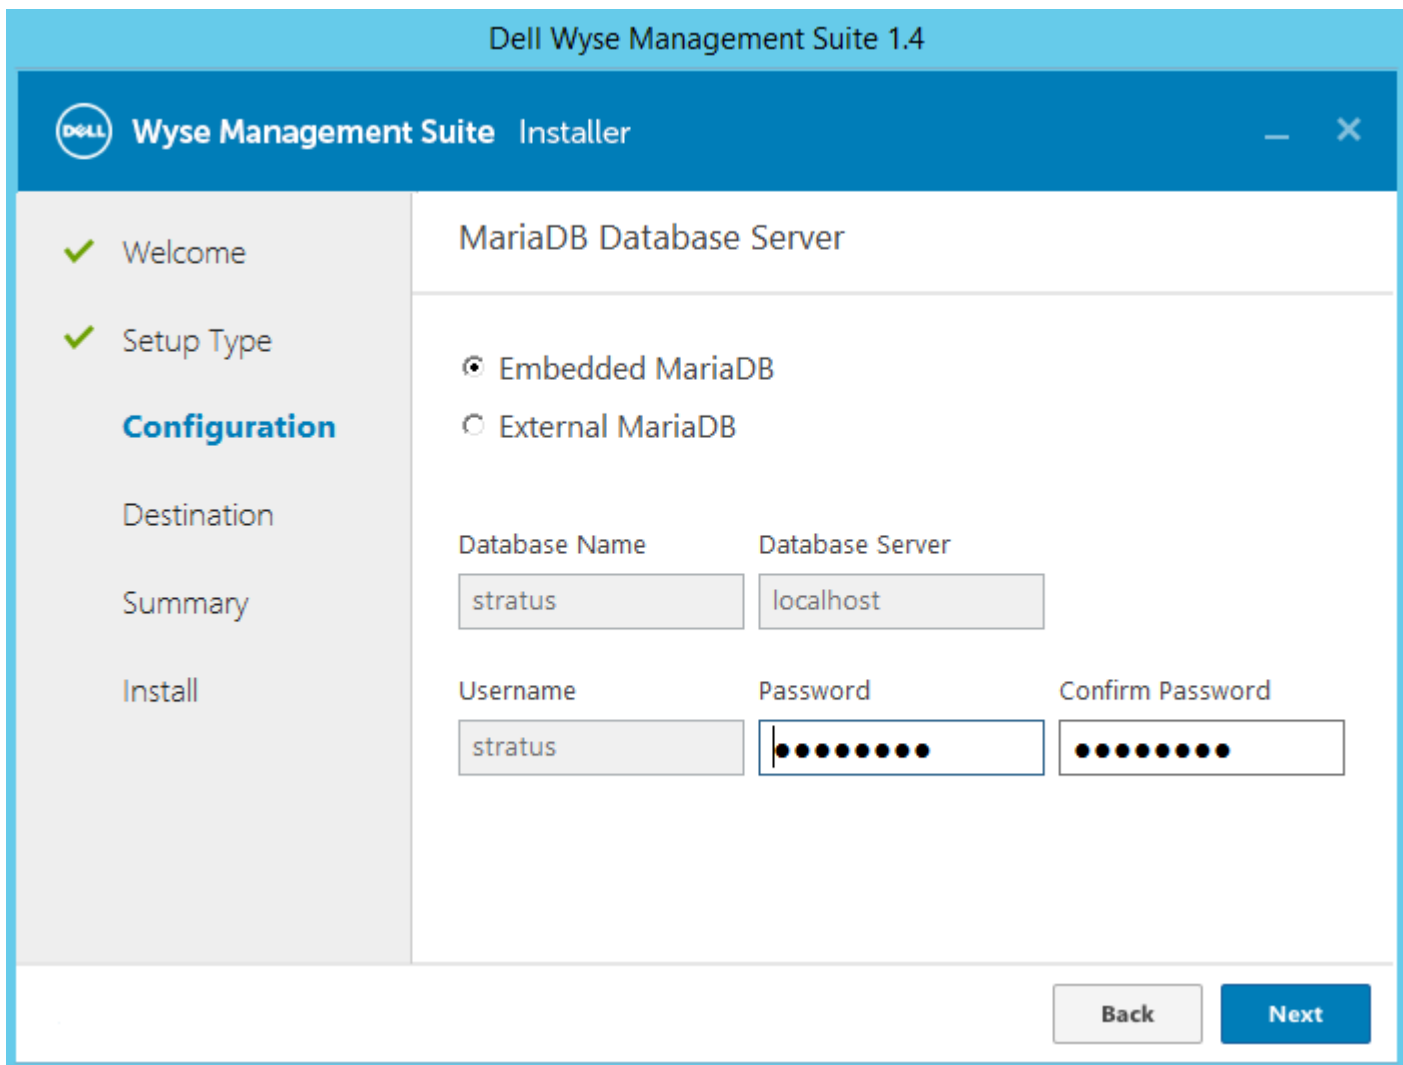 Dell Wyse Management Suite 1.4
DELL Wyse Management Suite Installer
Welcome
Setup Type
Configuration
Destination
Summary
Install
MariaDB Database Server
Embedded MariaDB
External MariaDB
Database Name Database Server
stratus localhost
Username Password Confirm Password
stratus ●●●●●●●● ●●●●●●●●
Back Next